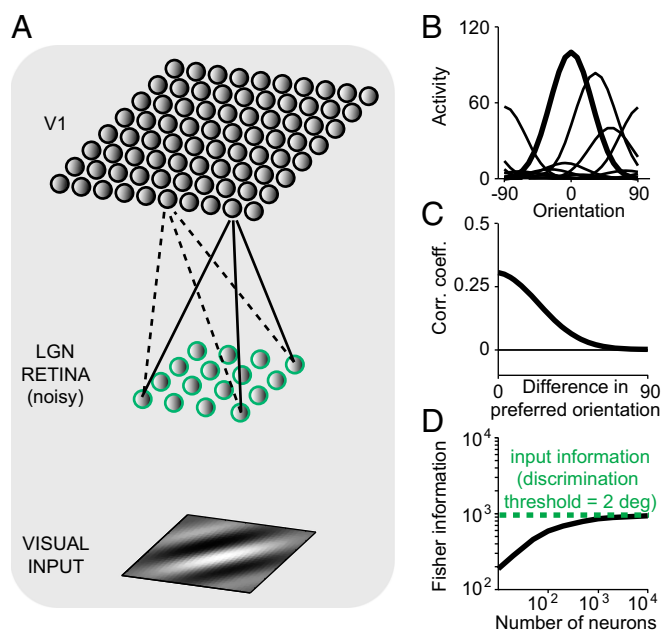 A
V1
LGN
RETINA
(noisy)
VISUAL
INPUT
B
Activity
120
60
0
-90
0
90
Orientation
C
Corr. coeff.
0.5
0.25
0
0
90
Difference in
preferred orientation
D
Fisher information
10^4
10^3
10^2
input information
(discrimination
threshold = 2 deg)
10^2
10^3
10^4
Number of neurons